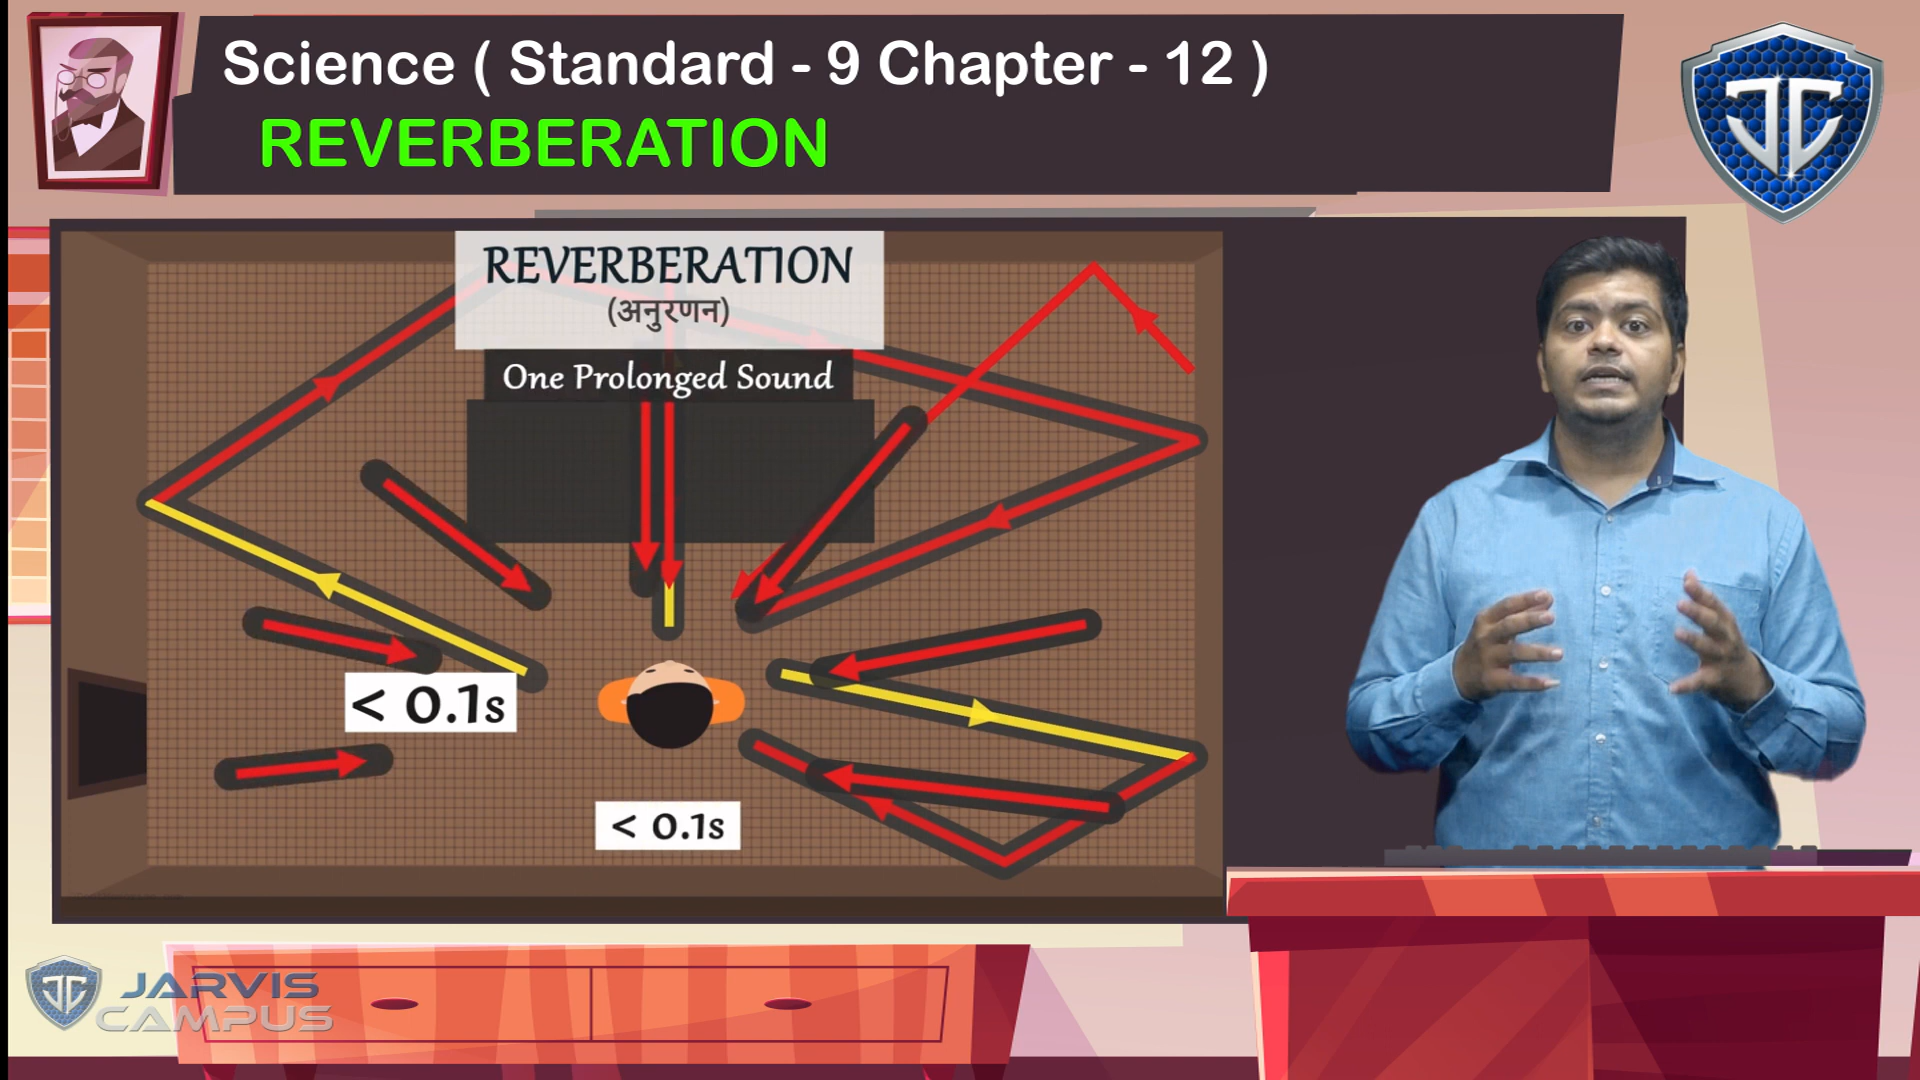 Science ( Standard - 9 Chapter - 12 )
REVERBERATION
REVERBERATION
(अनुरणन)
One Prolonged Sound
< 0.1s
< 0.1s
JARVIS
CAMPUS